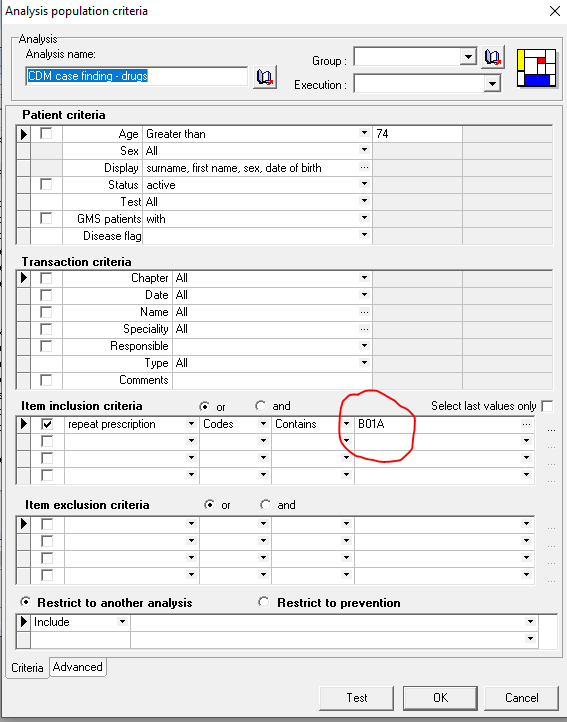 Analysis population criteria
Analysis
Analysis name:
CDM case finding - drugs
Group :
Execution :
Patient criteria
Age Greater than 74
Sex All
Display surname, first name, sex, date of birth ...
Status active
Test All
GMS patients with
Disease flag
Transaction criteria
Chapter All
Date All
Name All ...
Speciality All ...
Responsible
Type All
Comments
Item inclusion criteria or and Select last values only
repeat prescription Codes Contains B01A ... ...
...
...
...
Item exclusion criteria or and
...
...
...
...
Restrict to another analysis Restrict to prevention
Include
Criteria Advanced
Test OK Cancel